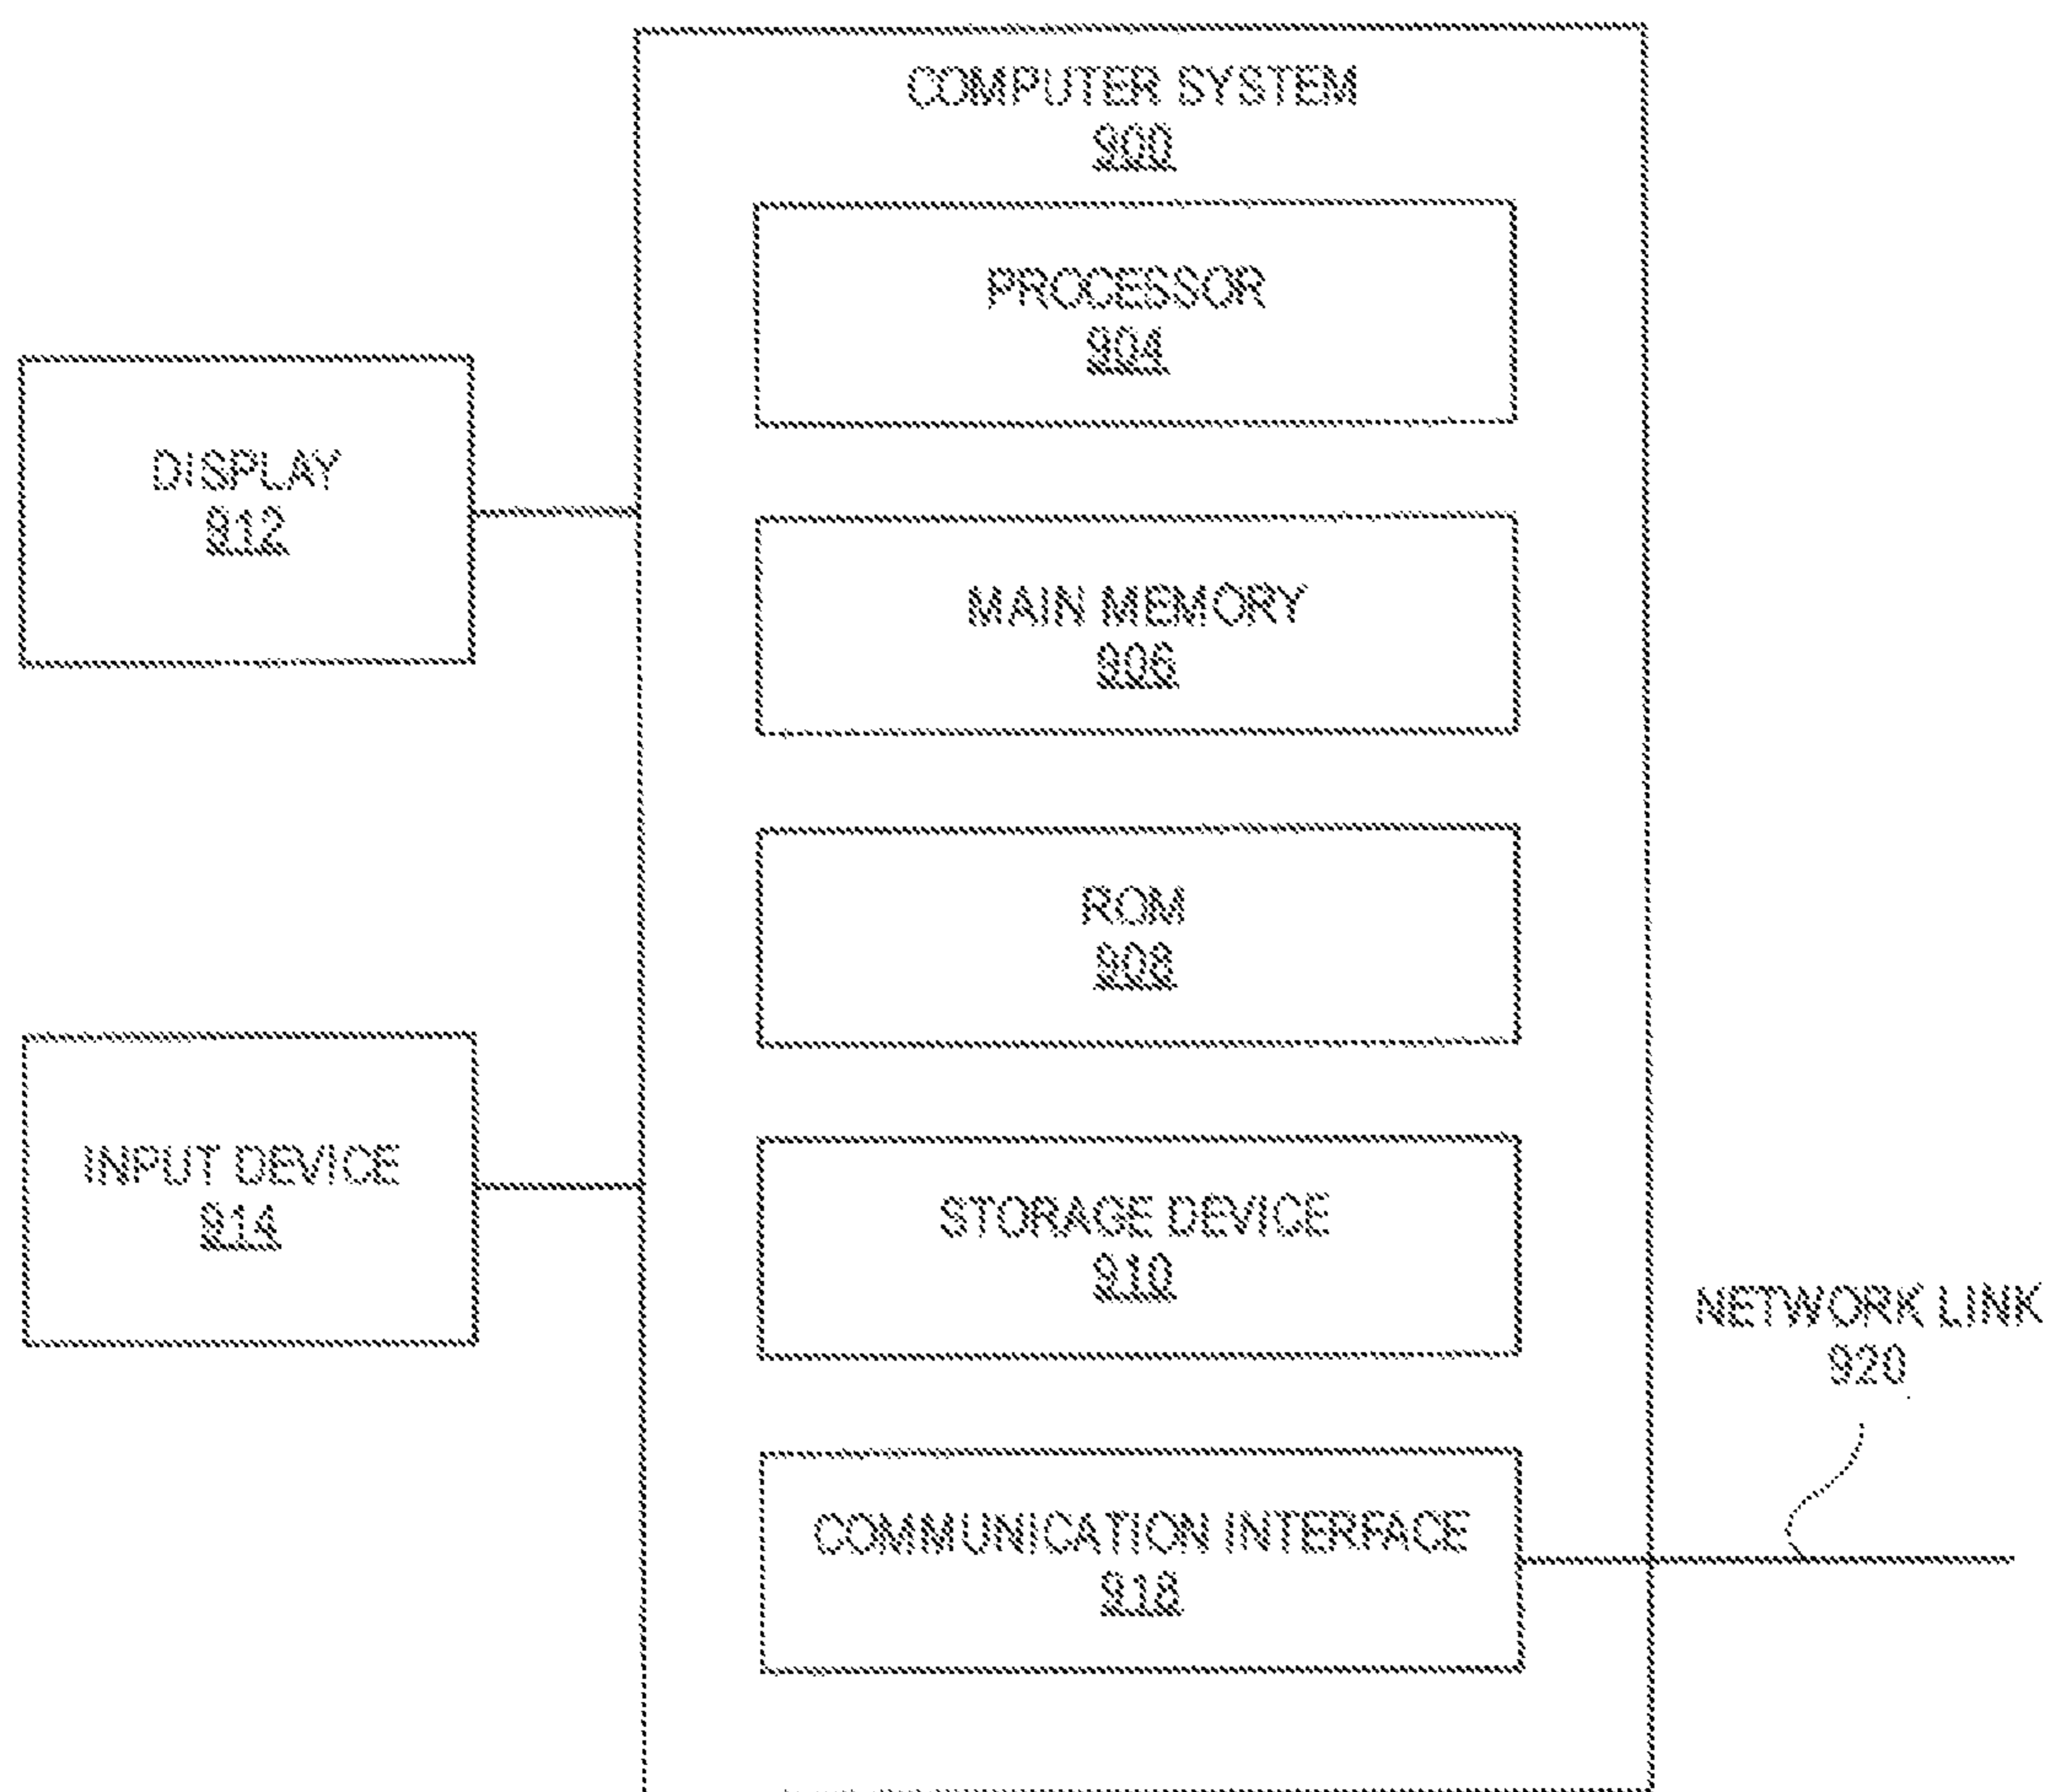 COMPUTER SYSTEM
900
PROCESSOR
904
DISPLAY
912
MAIN MEMORY
906
ROM
908
INPUT DEVICE
914
STORAGE DEVICE
910
NETWORK LINK
920
COMMUNICATION INTERFACE
918